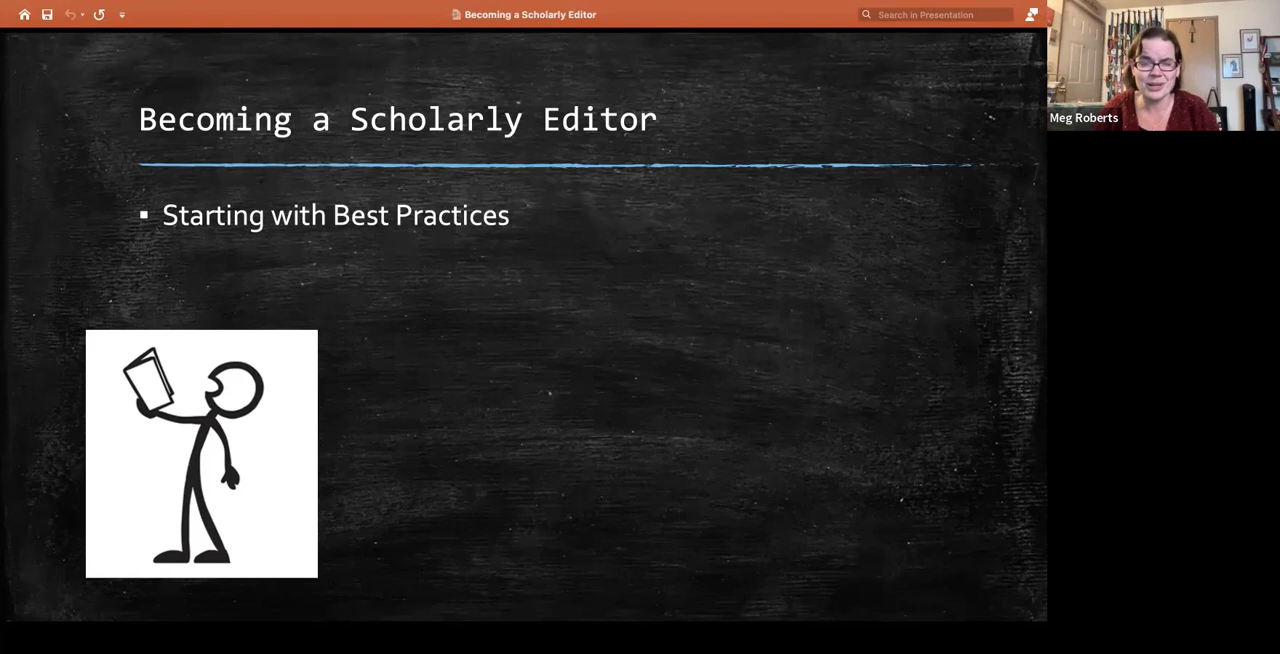 Becoming a Scholarly Editor
Search in Presentation
Becoming a Scholarly Editor
▪ Starting with Best Practices
Meg Roberts